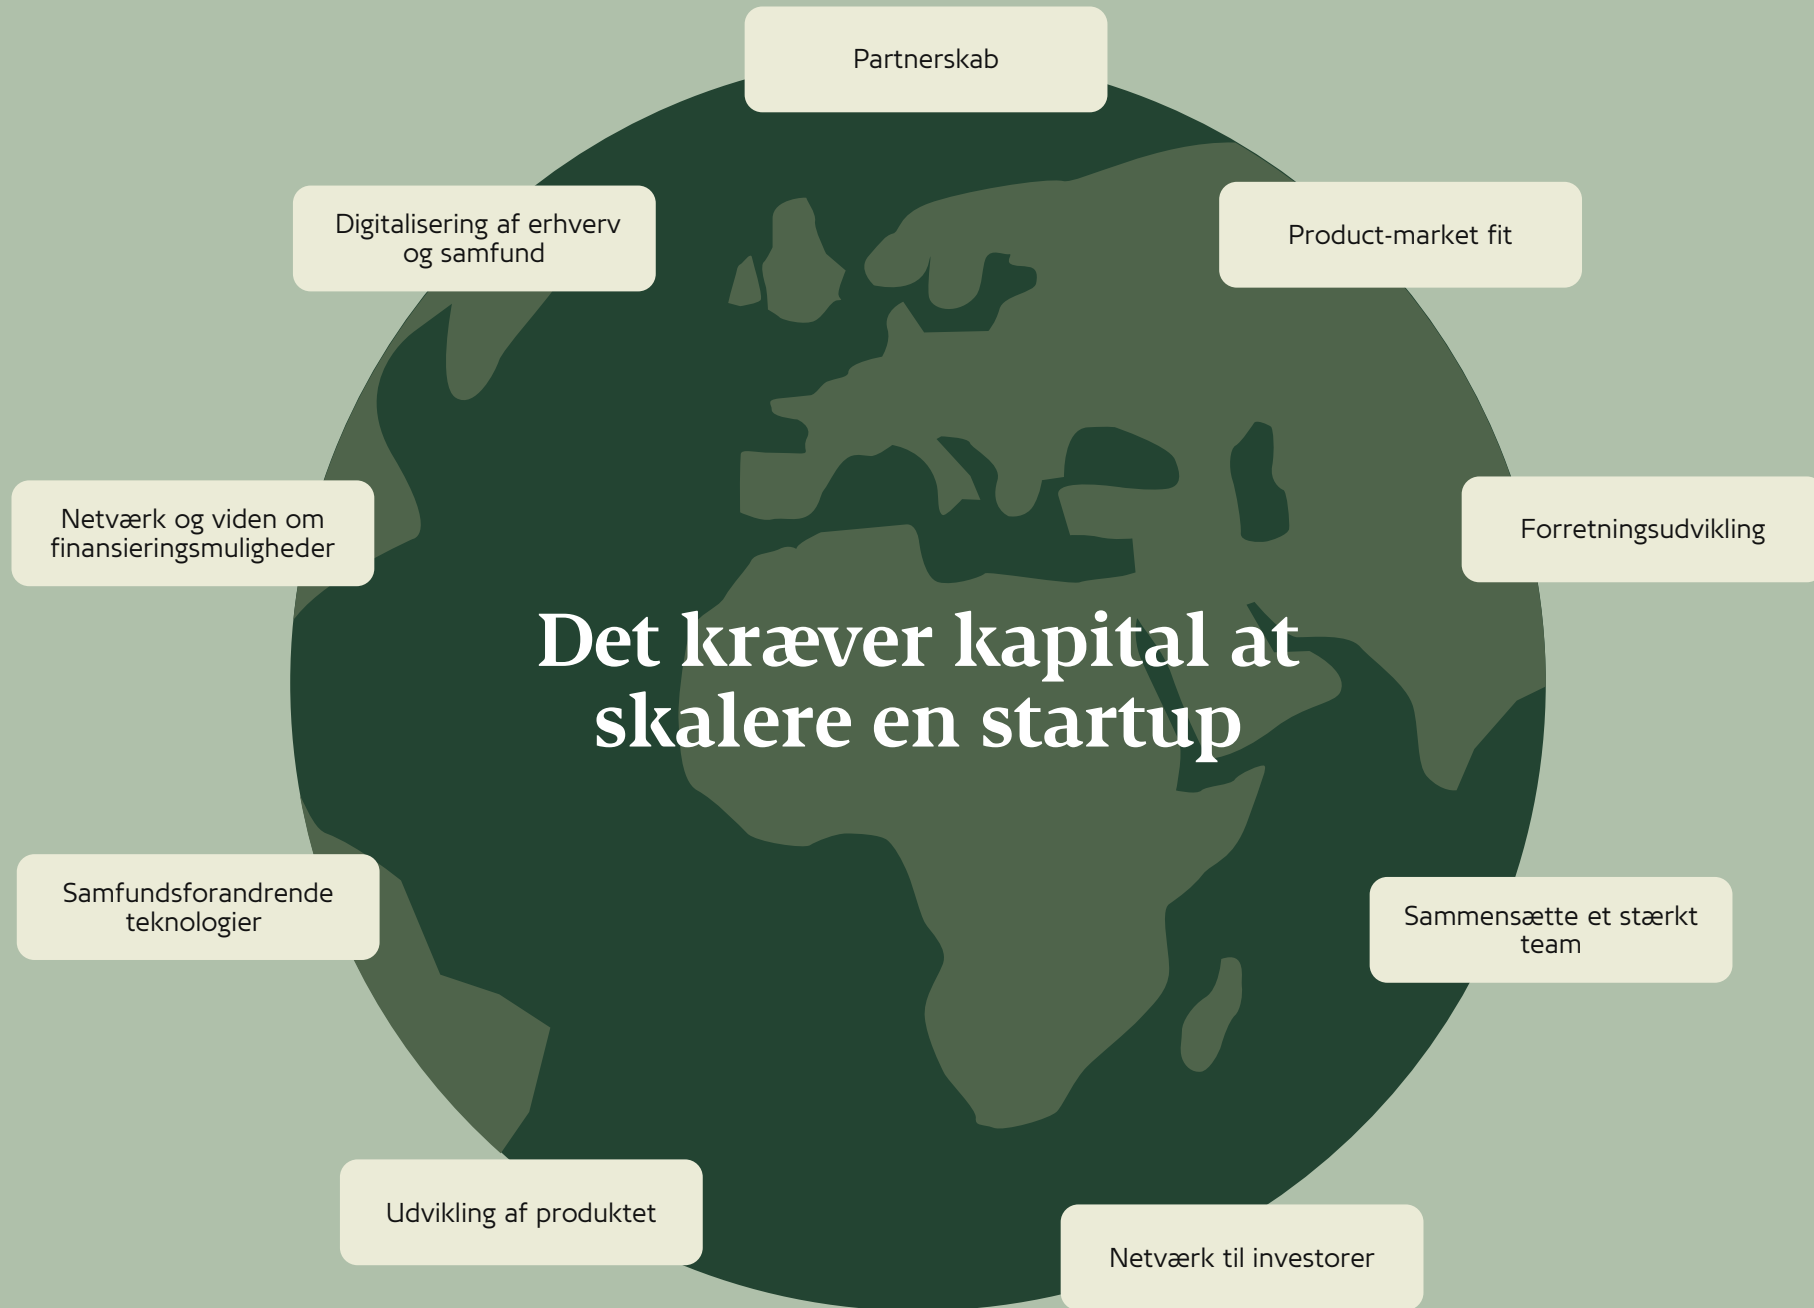 Partnerskab
Digitalisering af erhverv
og samfund
Product-market fit
Netværk og viden om
finansieringsmuligheder
Forretningsudvikling
Det kræver kapital at
skalere en startup
Samfundsforandrende
teknologier
Sammensætte et stærkt
team
Udvikling af produktet
Netværk til investorer